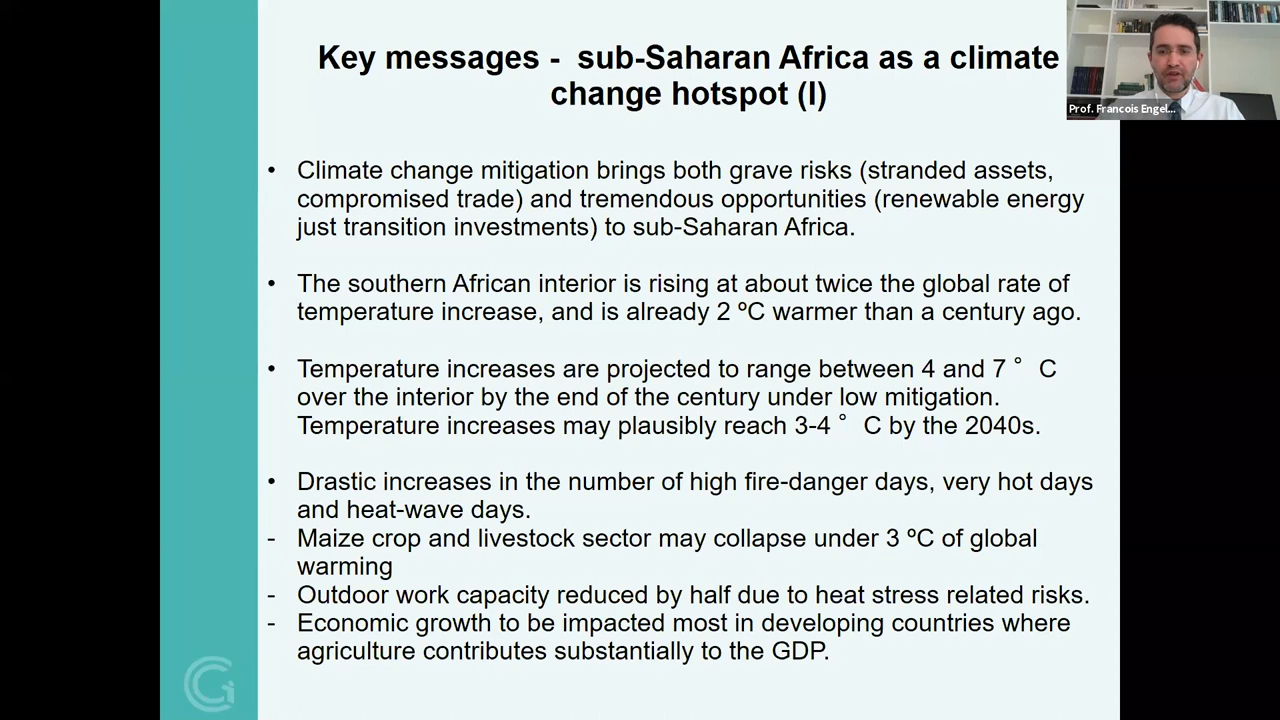 Key messages -  sub-Saharan Africa as a climate
change hotspot (I)
Prof. Francois Engel...
• Climate change mitigation brings both grave risks (stranded assets,
compromised trade) and tremendous opportunities (renewable energy
just transition investments) to sub-Saharan Africa.
• The southern African interior is rising at about twice the global rate of
temperature increase, and is already 2 ºC warmer than a century ago.
• Temperature increases are projected to range between 4 and 7 ° C
over the interior by the end of the century under low mitigation.
Temperature increases may plausibly reach 3-4 ° C by the 2040s.
• Drastic increases in the number of high fire-danger days, very hot days
and heat-wave days.
- Maize crop and livestock sector may collapse under 3 ºC of global
warming
- Outdoor work capacity reduced by half due to heat stress related risks.
- Economic growth to be impacted most in developing countries where
agriculture contributes substantially to the GDP.